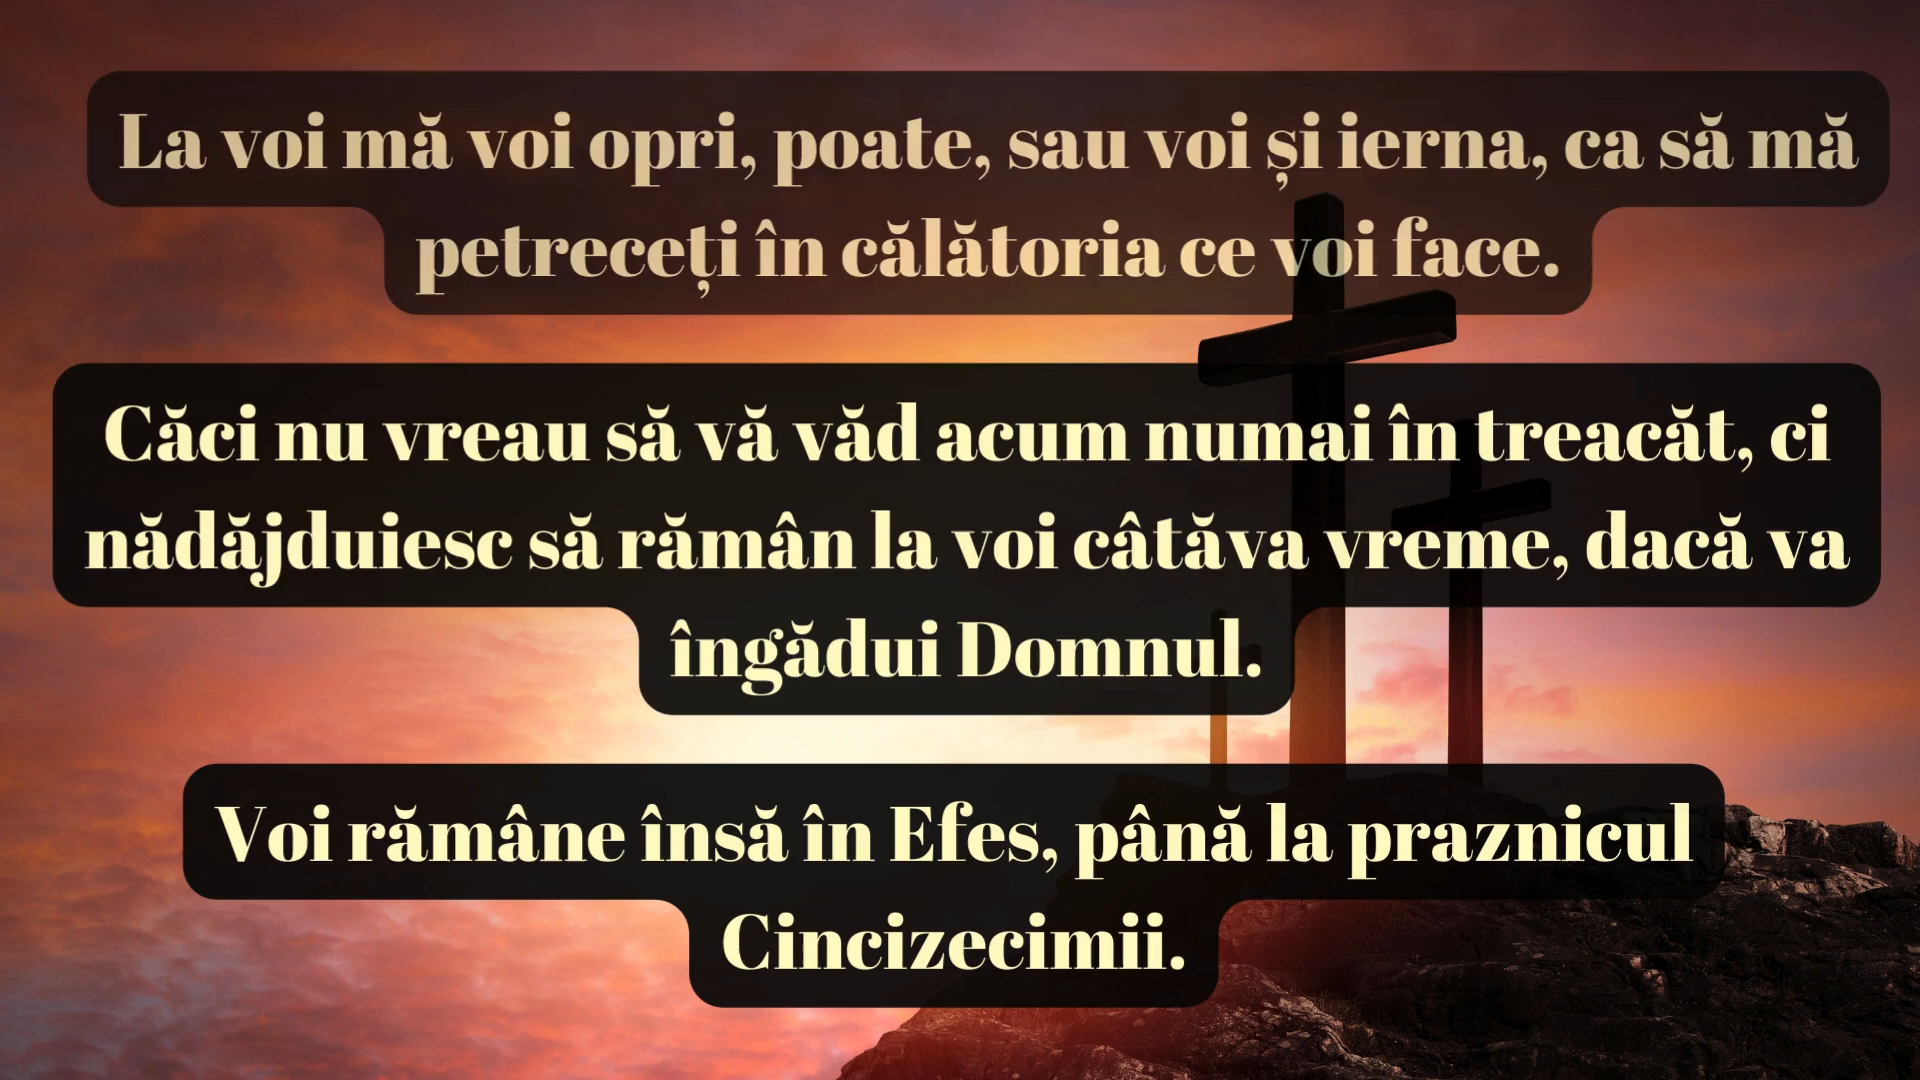 La voi mă voi opri, poate, sau voi și ierna, ca să mă
petreceți în călătoria ce voi face.
Căci nu vreau să vă văd acum numai în treacăt, ci
nădăjduiesc să rămân la voi câtăva vreme, dacă va
îngădui Domnul.
Voi rămâne însă în Efes, până la praznicul
Cincizecimii.